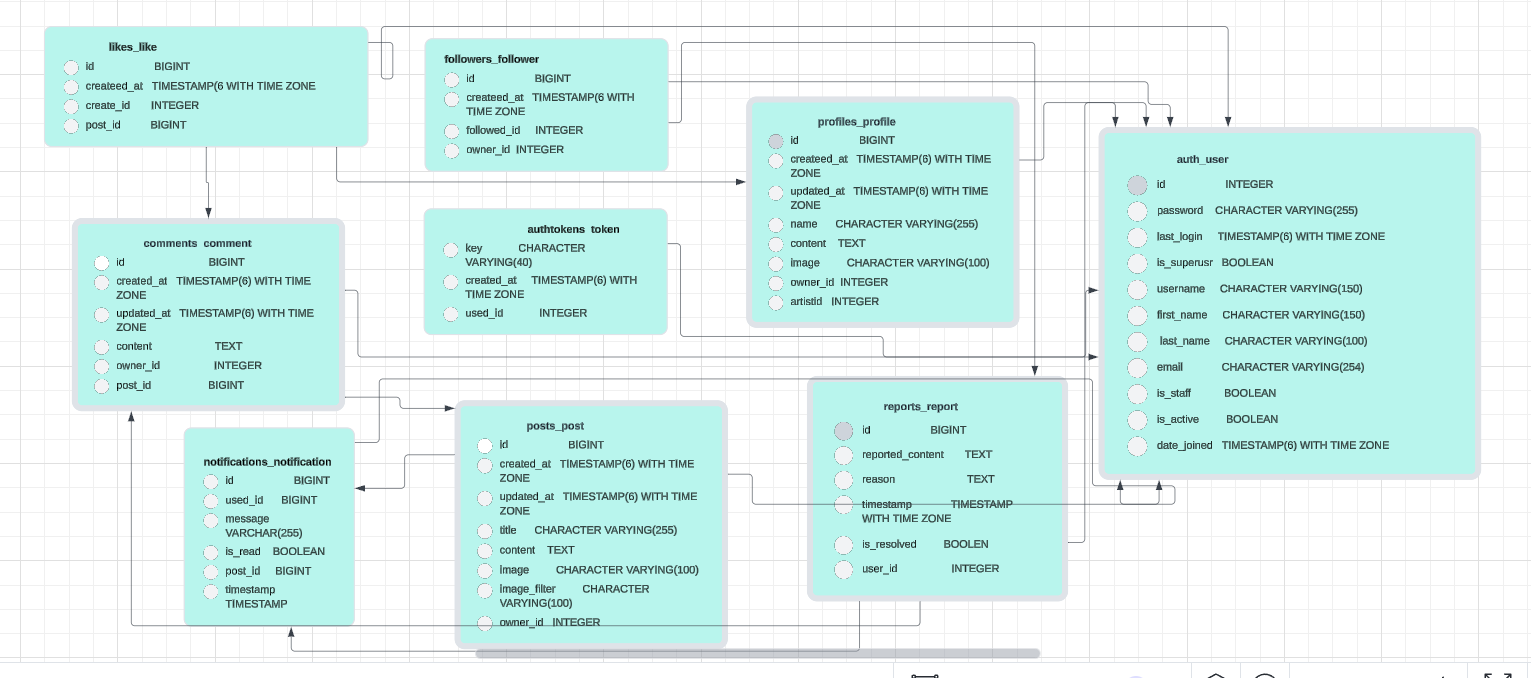 likes_like
id BIGINT
createed_at TIMESTAMP(6 WITH TIME ZONE
create_id INTEGER
post_id BIGINT
followers_follower
id BIGINT
createed_at TIMESTAMP(6 WITH
TIME ZONE
followed_id INTEGER
owner_id INTEGER
profiles_profile
id BIGINT
createed_at TIMESTAMP(6) WITH TIME
ZONE
updated_at TIMESTAMP(6) WITH TIME
ZONE
name CHARACTER VARYING(255)
content TEXT
image CHARACTER VARYING(100)
owner_id INTEGER
artistid INTEGER
auth_user
id INTEGER
password CHARACTER VARYING(255)
last_login TIMESTAMP(6) WITH TIME ZONE
is_superusr BOOLEAN
username CHARACTER VARYING(150)
first_name CHARACTER VARYING(150)
last_name CHARACTER VARYING(100)
email CHARACTER VARYING(254)
is_staff BOOLEAN
is_active BOOLEAN
date_joined TIMESTAMP(6) WITH TIME ZONE
comments_comment
id BIGINT
created_at TIMESTAMP(6) WITH TIME
ZONE
updated_at TIMESTAMP(6) WITH TIME
ZONE
content TEXT
owner_id INTEGER
post_id BIGINT
authtokens_token
key CHARACTER
VARYING(40)
created_at TIMESTAMP(6) WITH
TIME ZONE
used_id INTEGER
notifications_notification
id BIGINT
used_id BIGINT
message
VARCHAR(255)
is_read BOOLEAN
post_id BIGINT
timestamp
TIMESTAMP
posts_post
id BIGINT
created_at TIMESTAMP(6) WITH TIME
ZONE
updated_at TIMESTAMP(6) WITH TIME
ZONE
title CHARACTER VARYING(255)
content TEXT
image CHARACTER VARYING(100)
image_filter CHARACTER
VARYING(100)
owner_id INTEGER
reports_report
id BIGINT
reported_content TEXT
reason TEXT
timestamp TIMESTAMP
WITH TIME ZONE
is_resolved BOOLEN
user_id INTEGER